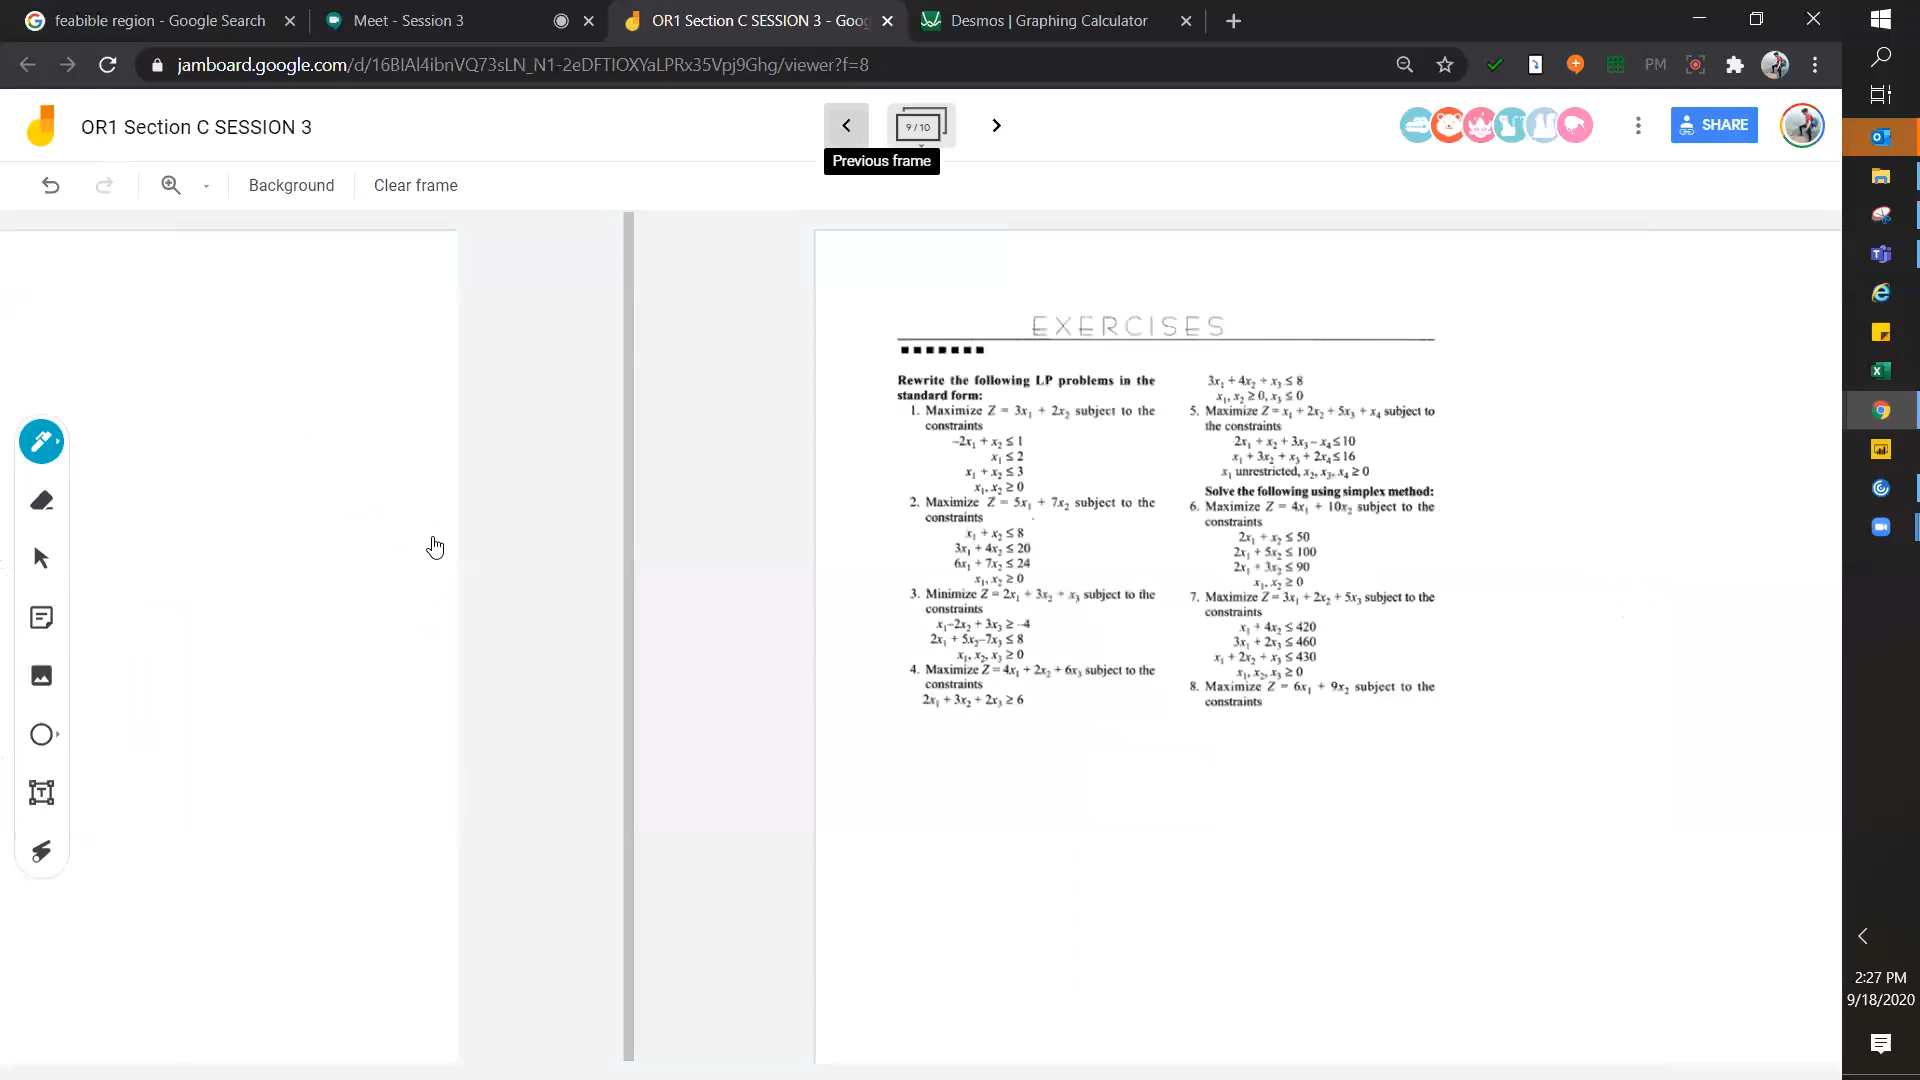 feabible region - Google Search
Meet - Session 3
OR1 Section C SESSION 3 - Goo
Desmos | Graphing Calculator
jamboard.google.com/d/16BIAl4ibnVQ73sLN_N1-2eDFTIOXYaLPRx35Vpj9Ghg/viewer?f=8
PM
OR1 Section C SESSION 3
9 / 10
SHARE
Previous frame
Background
Clear frame
EXERCISES
Rewrite the following LP problems in the
standard form:
1. Maximize Z = 3x₁ + 2x₂ subject to the
constraints
-2x₁ + x₂ ≤ 1
x₁ ≤ 2
x₁ + x₂ ≤ 3
x₁, x₂ ≥ 0
2. Maximize Z = 5x₁ + 7x₂ subject to the
constraints
x₁ + x₂ ≤ 8
3x₁ + 4x₂ ≤ 20
6x₁ + 7x₂ ≤ 24
x₁, x₂ ≥ 0
3. Minimize Z = 2x₁ + 3x₂ + x₃ subject to the
constraints
x₁-2x₂ + 3x₃ ≥ -4
2x₁ + 5x₂-7x₃ ≤ 8
x₁, x₂, x₃ ≥ 0
4. Maximize Z = 4x₁ + 2x₂ + 6x₃ subject to the
constraints
2x₁ + 3x₂ + 2x₃ ≥ 6
3x₁ + 4x₂ + x₃ ≤ 8
x₁, x₂ ≥ 0, x₃ ≤ 0
5. Maximize Z = x₁ + 2x₂ + 5x₃ + x₄ subject to
the constraints
2x₁ + x₂ + 3x₃ - x₄ ≤ 10
x₁ + 3x₂ + x₃ + 2x₄ ≤ 16
x₁ unrestricted, x₂, x₃, x₄ ≥ 0
Solve the following using simplex method:
6. Maximize Z = 4x₁ + 10x₂ subject to the
constraints
2x₁ + x₂ ≤ 50
2x₁ + 5x₂ ≤ 100
2x₁ + 3x₂ ≤ 90
x₁, x₂ ≥ 0
7. Maximize Z = 3x₁ + 2x₂ + 5x₃ subject to the
constraints
x₁ + 4x₂ ≤ 420
3x₁ + 2x₃ ≤ 460
x₁ + 2x₂ + x₃ ≤ 430
x₁, x₂, x₃ ≥ 0
8. Maximize Z = 6x₁ + 9x₂ subject to the
constraints
2:27 PM
9/18/2020